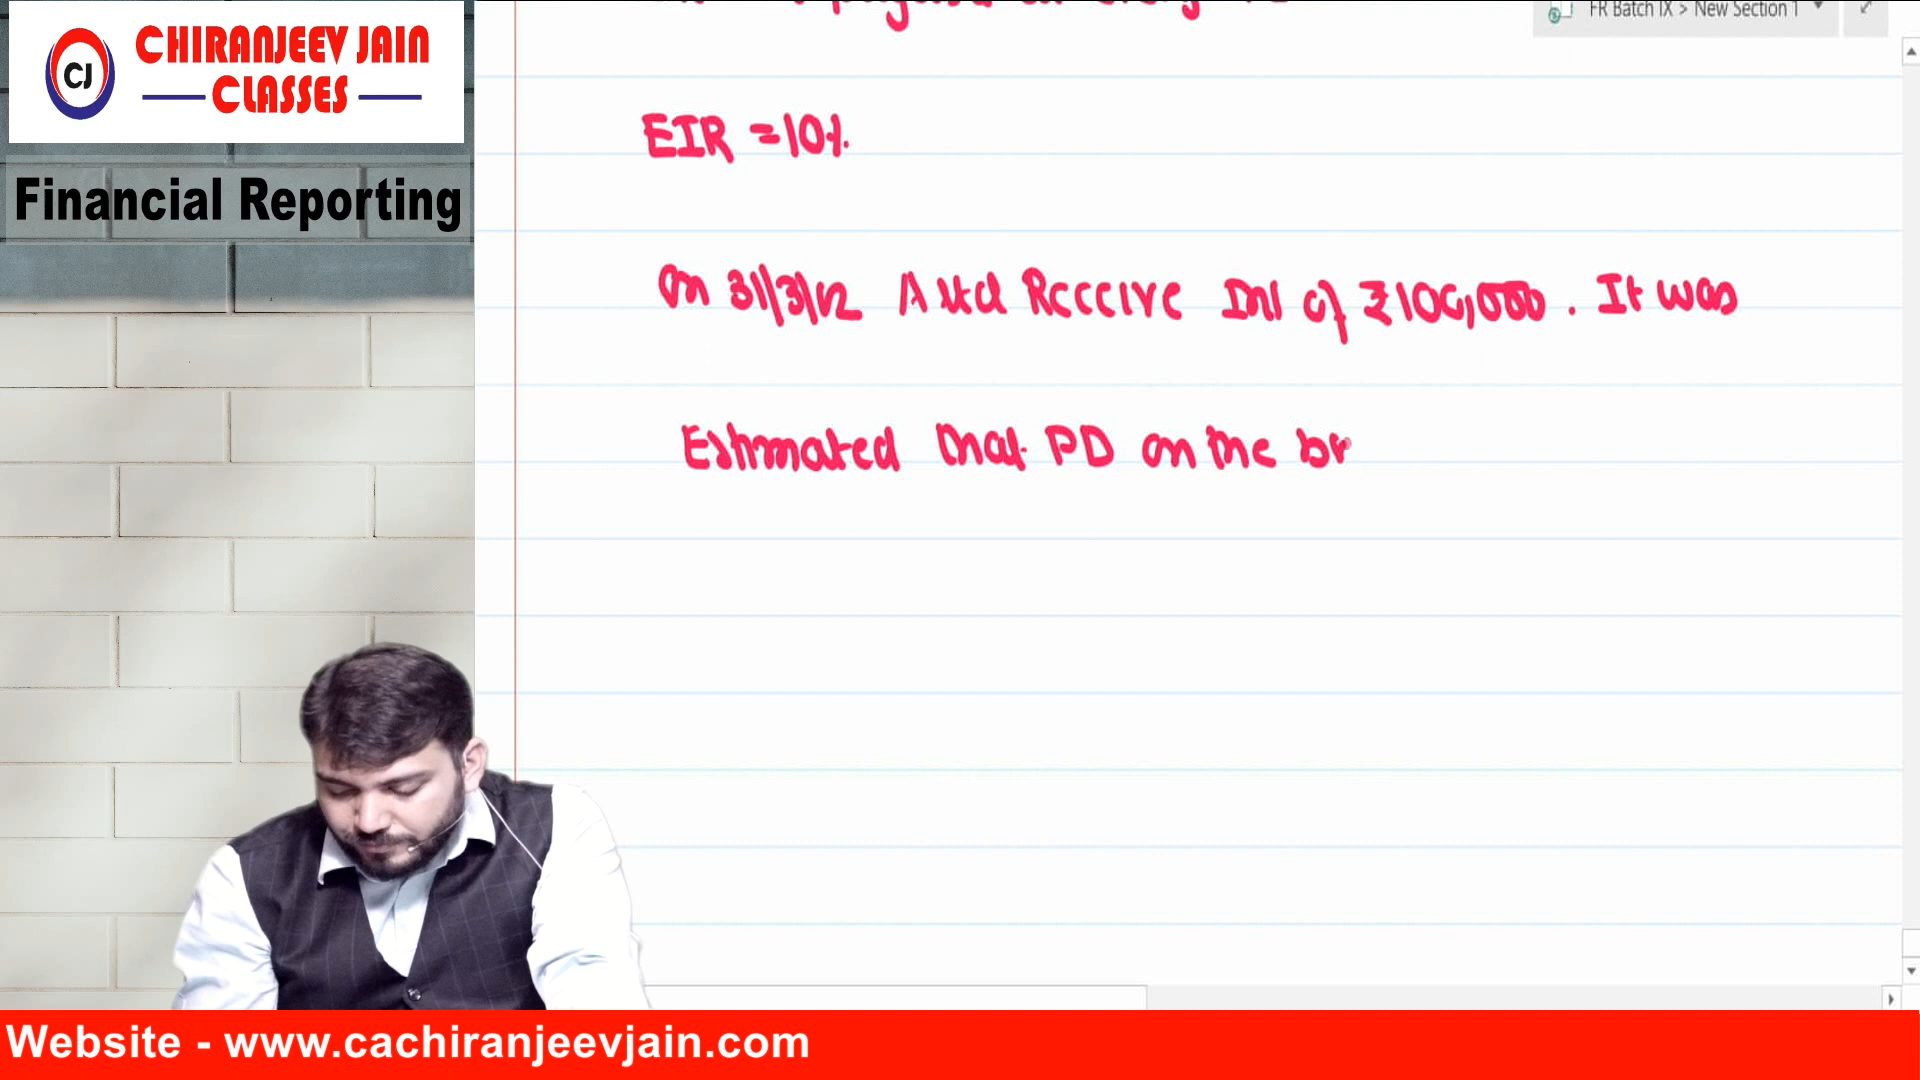 CHIRANJEEV JAIN
CLASSES
CJ
Financial Reporting
FR Batch IX > New Section 1
EIR = 10%.
On 31/3/12 A Ltd Receive Int of ₹100,000. It was
Estimated that PD on the br
Website - www.cachiranjeevjain.com